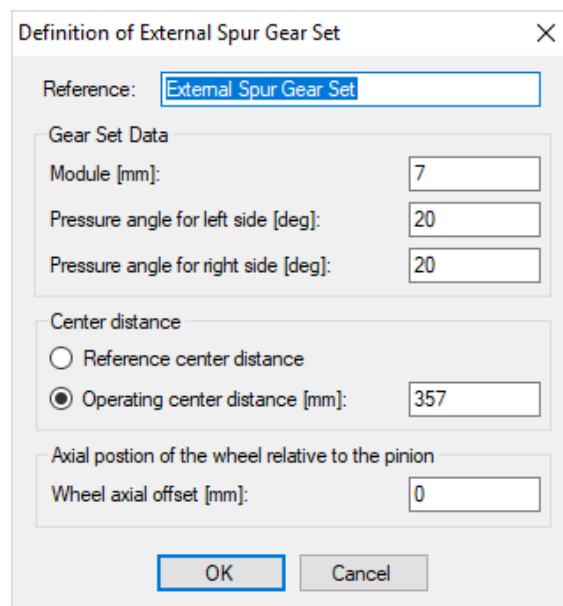 Definition of External Spur Gear Set
Reference: External Spur Gear Set
Gear Set Data
Module [mm]: 7
Pressure angle for left side [deg]: 20
Pressure angle for right side [deg]: 20
Center distance
Reference center distance
Operating center distance [mm]: 357
Axial postion of the wheel relative to the pinion
Wheel axial offset [mm]: 0
OK Cancel